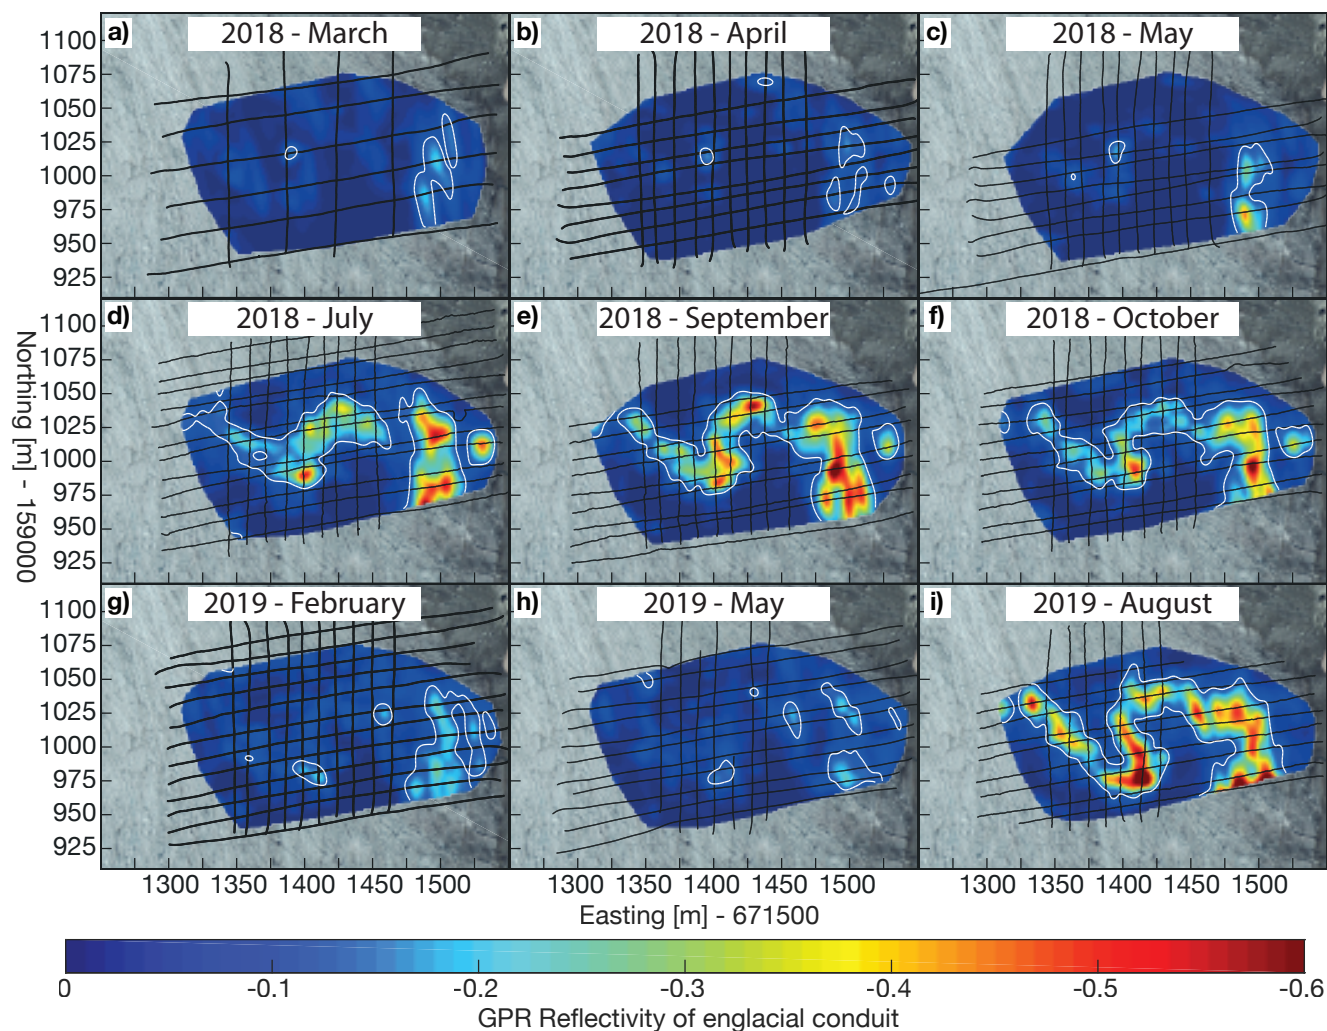 a) 2018 - March
b) 2018 - April
c) 2018 - May
1100
1075
1050
1025
1000
975
950
925
d) 2018 - July
e) 2018 - September
f) 2018 - October
1100
1075
1050
1025
1000
975
950
925
Northing [m] - 159000
g) 2019 - February
h) 2019 - May
i) 2019 - August
1100
1075
1050
1025
1000
975
950
925
1300 1350 1400 1450 1500
1300 1350 1400 1450 1500
1300 1350 1400 1450 1500
Easting [m] - 671500
0 -0.1 -0.2 -0.3 -0.4 -0.5 -0.6
GPR Reflectivity of englacial conduit